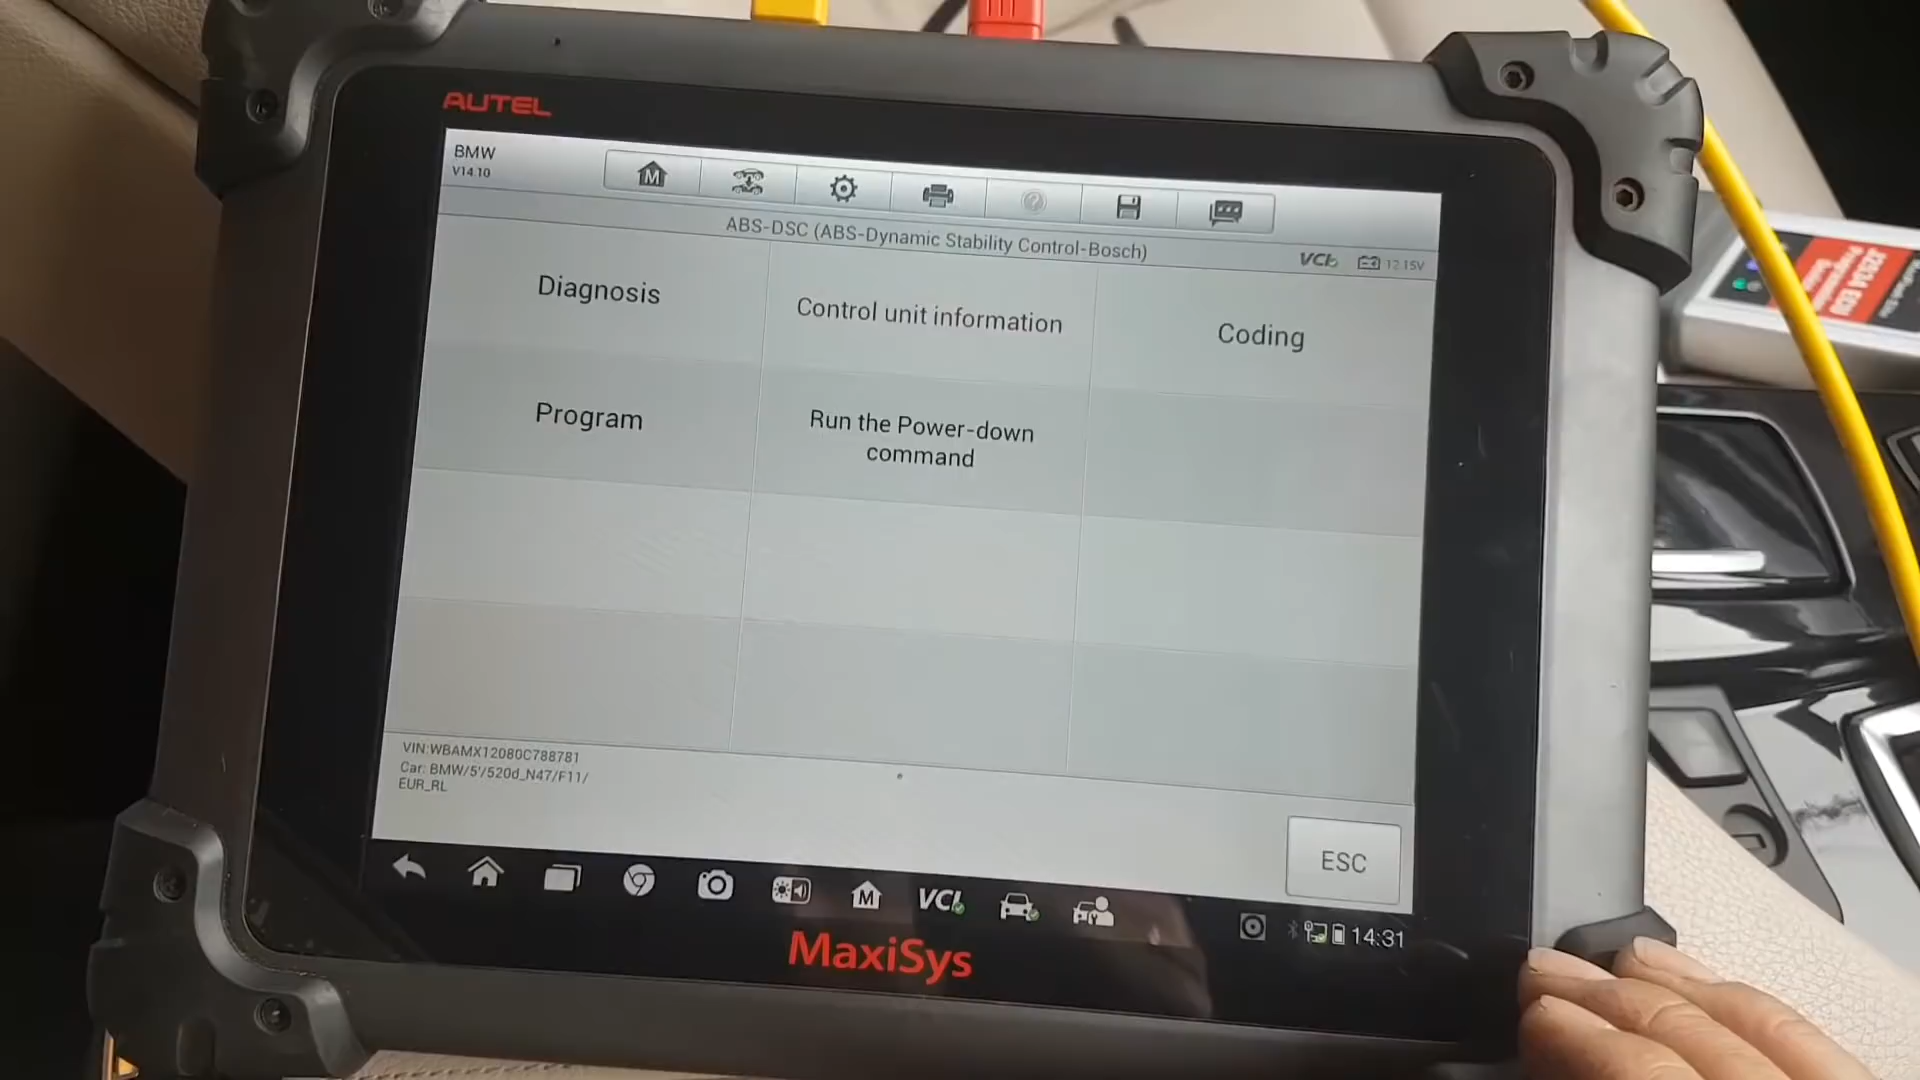 AUTEL
BMW
V14.10
M
ABS-DSC (ABS-Dynamic Stability Control-Bosch)
VCI
12.15V
Diagnosis
Control unit information
Coding
Program
Run the Power-down
command
VIN:WBAMX12080C788781
Car: BMW/5'/520d_N47/F11/
EUR_RL
ESC
M
VCI
14:31
MaxiSys